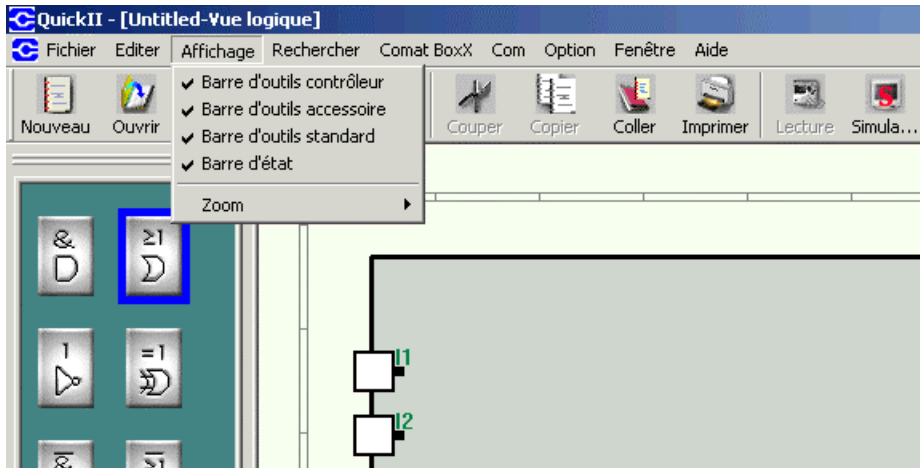 QuickII - [Untitled-Vue logique]
Fichier Editer Affichage Rechercher Comat BoxX Com Option Fenêtre Aide
Barre d'outils contrôleur
Barre d'outils accessoire
Barre d'outils standard
Barre d'état
Zoom
Nouveau Ouvrir Couper Copier Coller Imprimer Lecture Simula...
& ≥1
1 =1
& ≥1
I1
I2